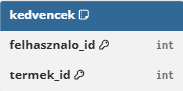 kedvencek
felhasznalo_id int
termek_id int